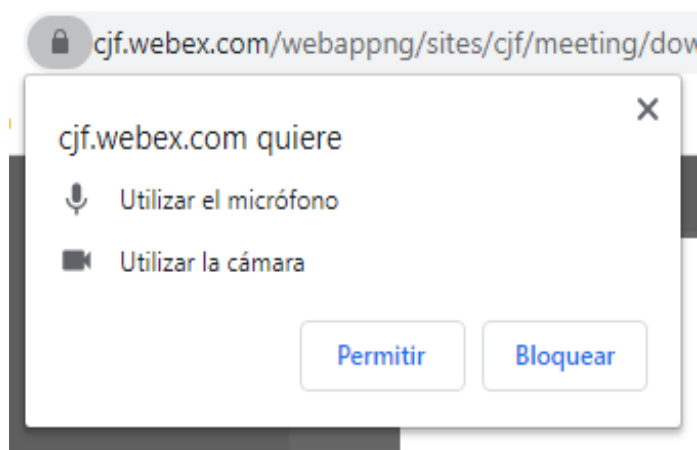 cjf.webex.com/webappng/sites/cjf/meeting/dow
cjf.webex.com quiere
Utilizar el micrófono
Utilizar la cámara
Permitir
Bloquear